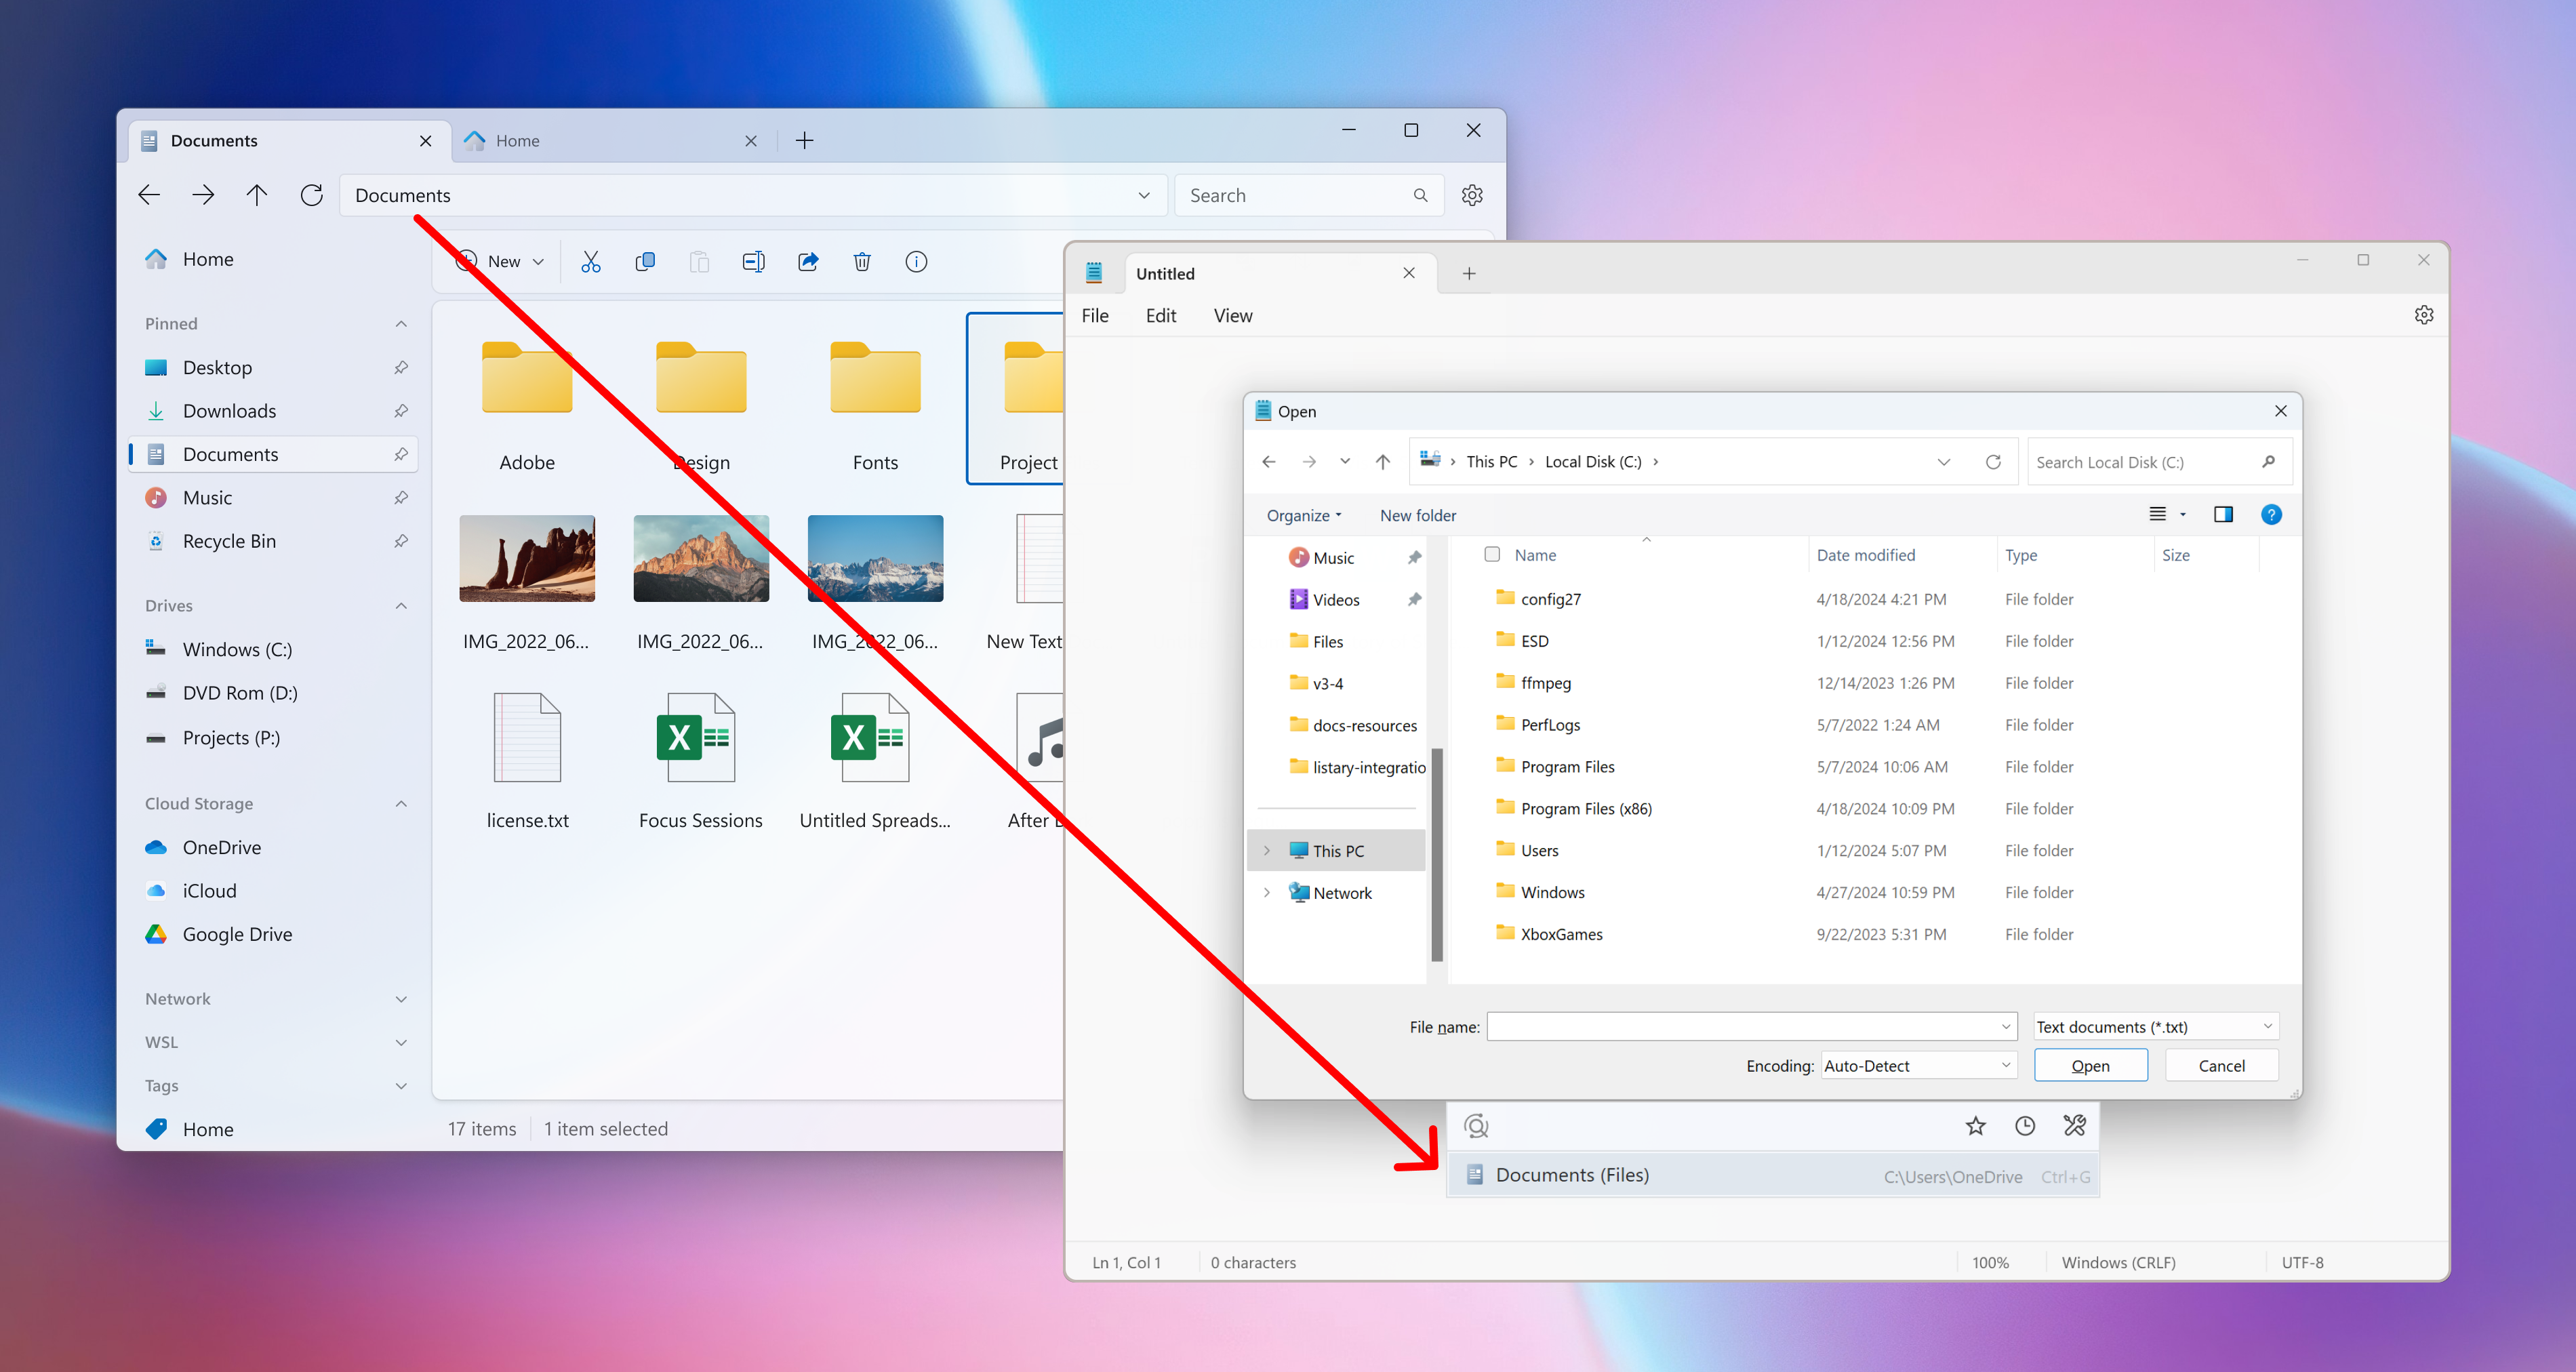 Documents
Home
Documents
Search
Home
New
Pinned
Desktop
Downloads
Documents
Music
Recycle Bin
Drives
Windows (C:)
DVD Rom (D:)
Projects (P:)
Cloud Storage
OneDrive
iCloud
Google Drive
Network
WSL
Tags
Home
Adobe
Design
Fonts
Project
IMG_2022_06...
IMG_2022_06...
IMG_2022_06...
New Text
license.txt
Focus Sessions
Untitled Spreads...
After
17 items
1 item selected
Untitled
File Edit View
Open
This PC > Local Disk (C:) >
Search Local Disk (C:)
Organize
New folder
Music
Videos
Files
v3-4
docs-resources
listary-integratio
This PC
Network
Name Date modified Type Size
config27 4/18/2024 4:21 PM File folder
ESD 1/12/2024 12:56 PM File folder
ffmpeg 12/14/2023 1:26 PM File folder
PerfLogs 5/7/2022 1:24 AM File folder
Program Files 5/7/2024 10:06 AM File folder
Program Files (x86) 4/18/2024 10:09 PM File folder
Users 1/12/2024 5:07 PM File folder
Windows 4/27/2024 10:59 PM File folder
XboxGames 9/22/2023 5:31 PM File folder
File name:
Text documents (*.txt)
Encoding: Auto-Detect
Open
Cancel
Documents (Files) C:\Users\OneDrive Ctrl+G
Ln 1, Col 1
0 characters
100%
Windows (CRLF)
UTF-8